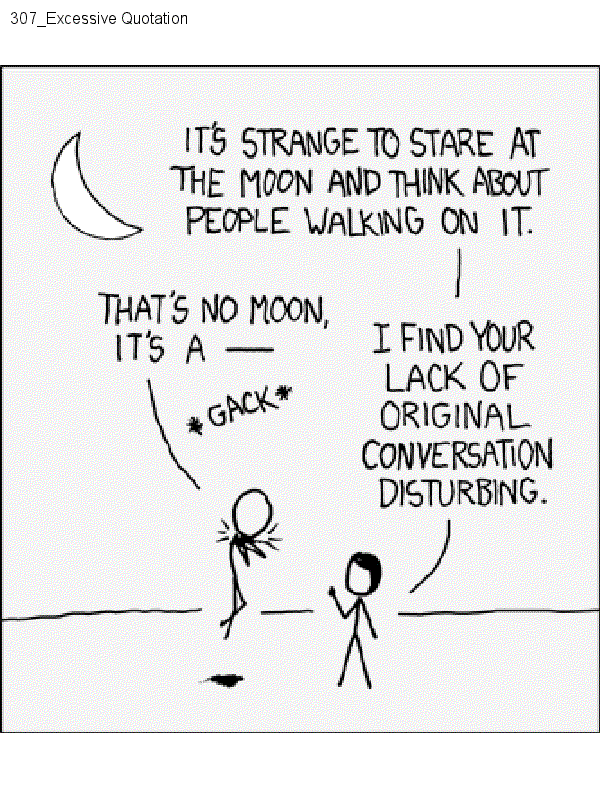 307_Excessive Quotation
IT'S STRANGE TO STARE AT
THE MOON AND THINK ABOUT
PEOPLE WALKING ON IT.
THAT'S NO MOON,
IT'S A —
*GACK*
I FIND YOUR
LACK OF
ORIGINAL
CONVERSATION
DISTURBING.